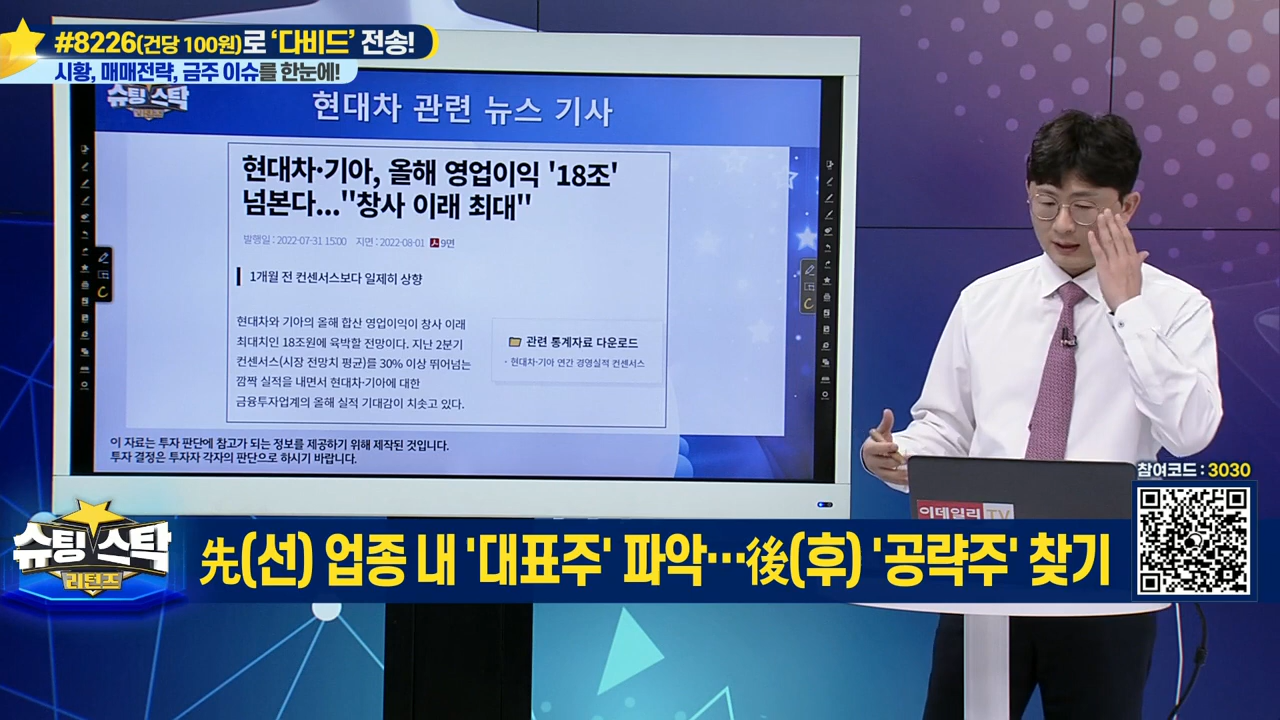 #8226(건당 100원)로 '다비드' 전송!
시황, 매매전략, 금주 이슈를 한눈에!
슈팅 스탁
리턴즈
현대차 관련 뉴스 기사
현대차·기아, 올해 영업이익 '18조'
넘본다..."창사 이래 최대"
발행일 : 2022-07-31 15:00 지면 : 2022-08-01 9면
1개월 전 컨센서스보다 일제히 상향
현대차와 기아의 올해 합산 영업이익이 창사 이래
최대치인 18조원에 육박할 전망이다. 지난 2분기
컨센서스(시장 전망치 평균)를 30% 이상 뛰어넘는
깜짝 실적을 내면서 현대차·기아에 대한
금융투자업계의 올해 실적 기대감이 치솟고 있다.
관련 통계자료 다운로드
· 현대차·기아 연간 경영실적 컨센서스
이 자료는 투자 판단에 참고가 되는 정보를 제공하기 위해 제작된 것입니다.
투자 결정은 투자자 각자의 판단으로 하시기 바랍니다.
이데일리 TV
참여코드 : 3030
슈팅 스탁
리턴즈
先(선) 업종 내 '대표주' 파악…後(후) '공략주' 찾기